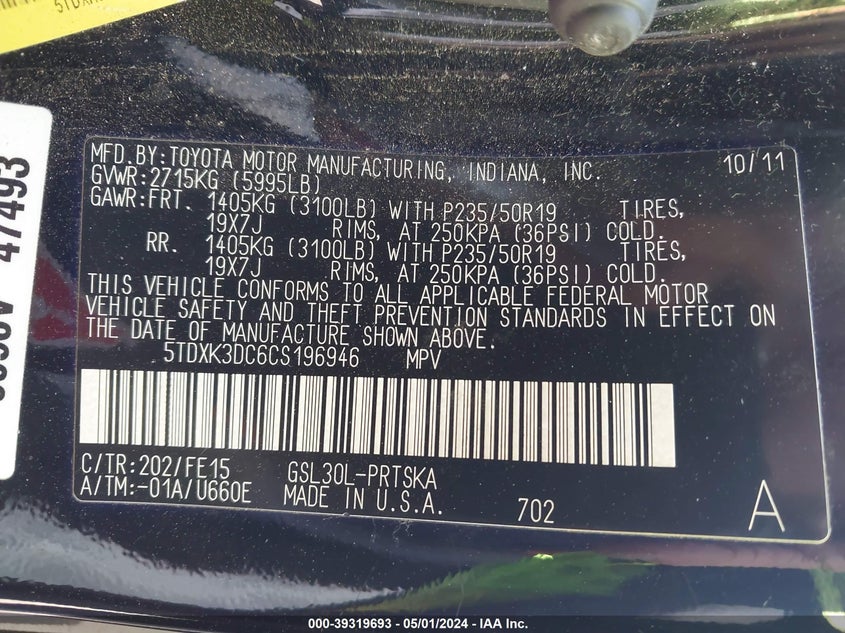 47493
MFD.BY:TOYOTA MOTOR MANUFACTURING, INDIANA, INC. 10/11
GVWR:2715KG (5995LB)
GAWR:FRT. 1405KG (3100LB) WITH P235/50R19 TIRES,
19X7J RIMS, AT 250KPA (36PSI) COLD.
RR. 1405KG (3100LB) WITH P235/50R19 TIRES,
19X7J RIMS, AT 250KPA (36PSI) COLD.
THIS VEHICLE CONFORMS TO ALL APPLICABLE FEDERAL MOTOR
VEHICLE SAFETY AND THEFT PREVENTION STANDARDS IN EFFECT ON
THE DATE OF MANUFACTURE SHOWN ABOVE.
5TDXK3DC6CS196946 MPV
C/TR:202/FE15 GSL30L-PRTSKA
A/TM:-01A/U660E MADE IN U.S.A. 702 A
000-39319693 - 05/01/2024 - IAA Inc.